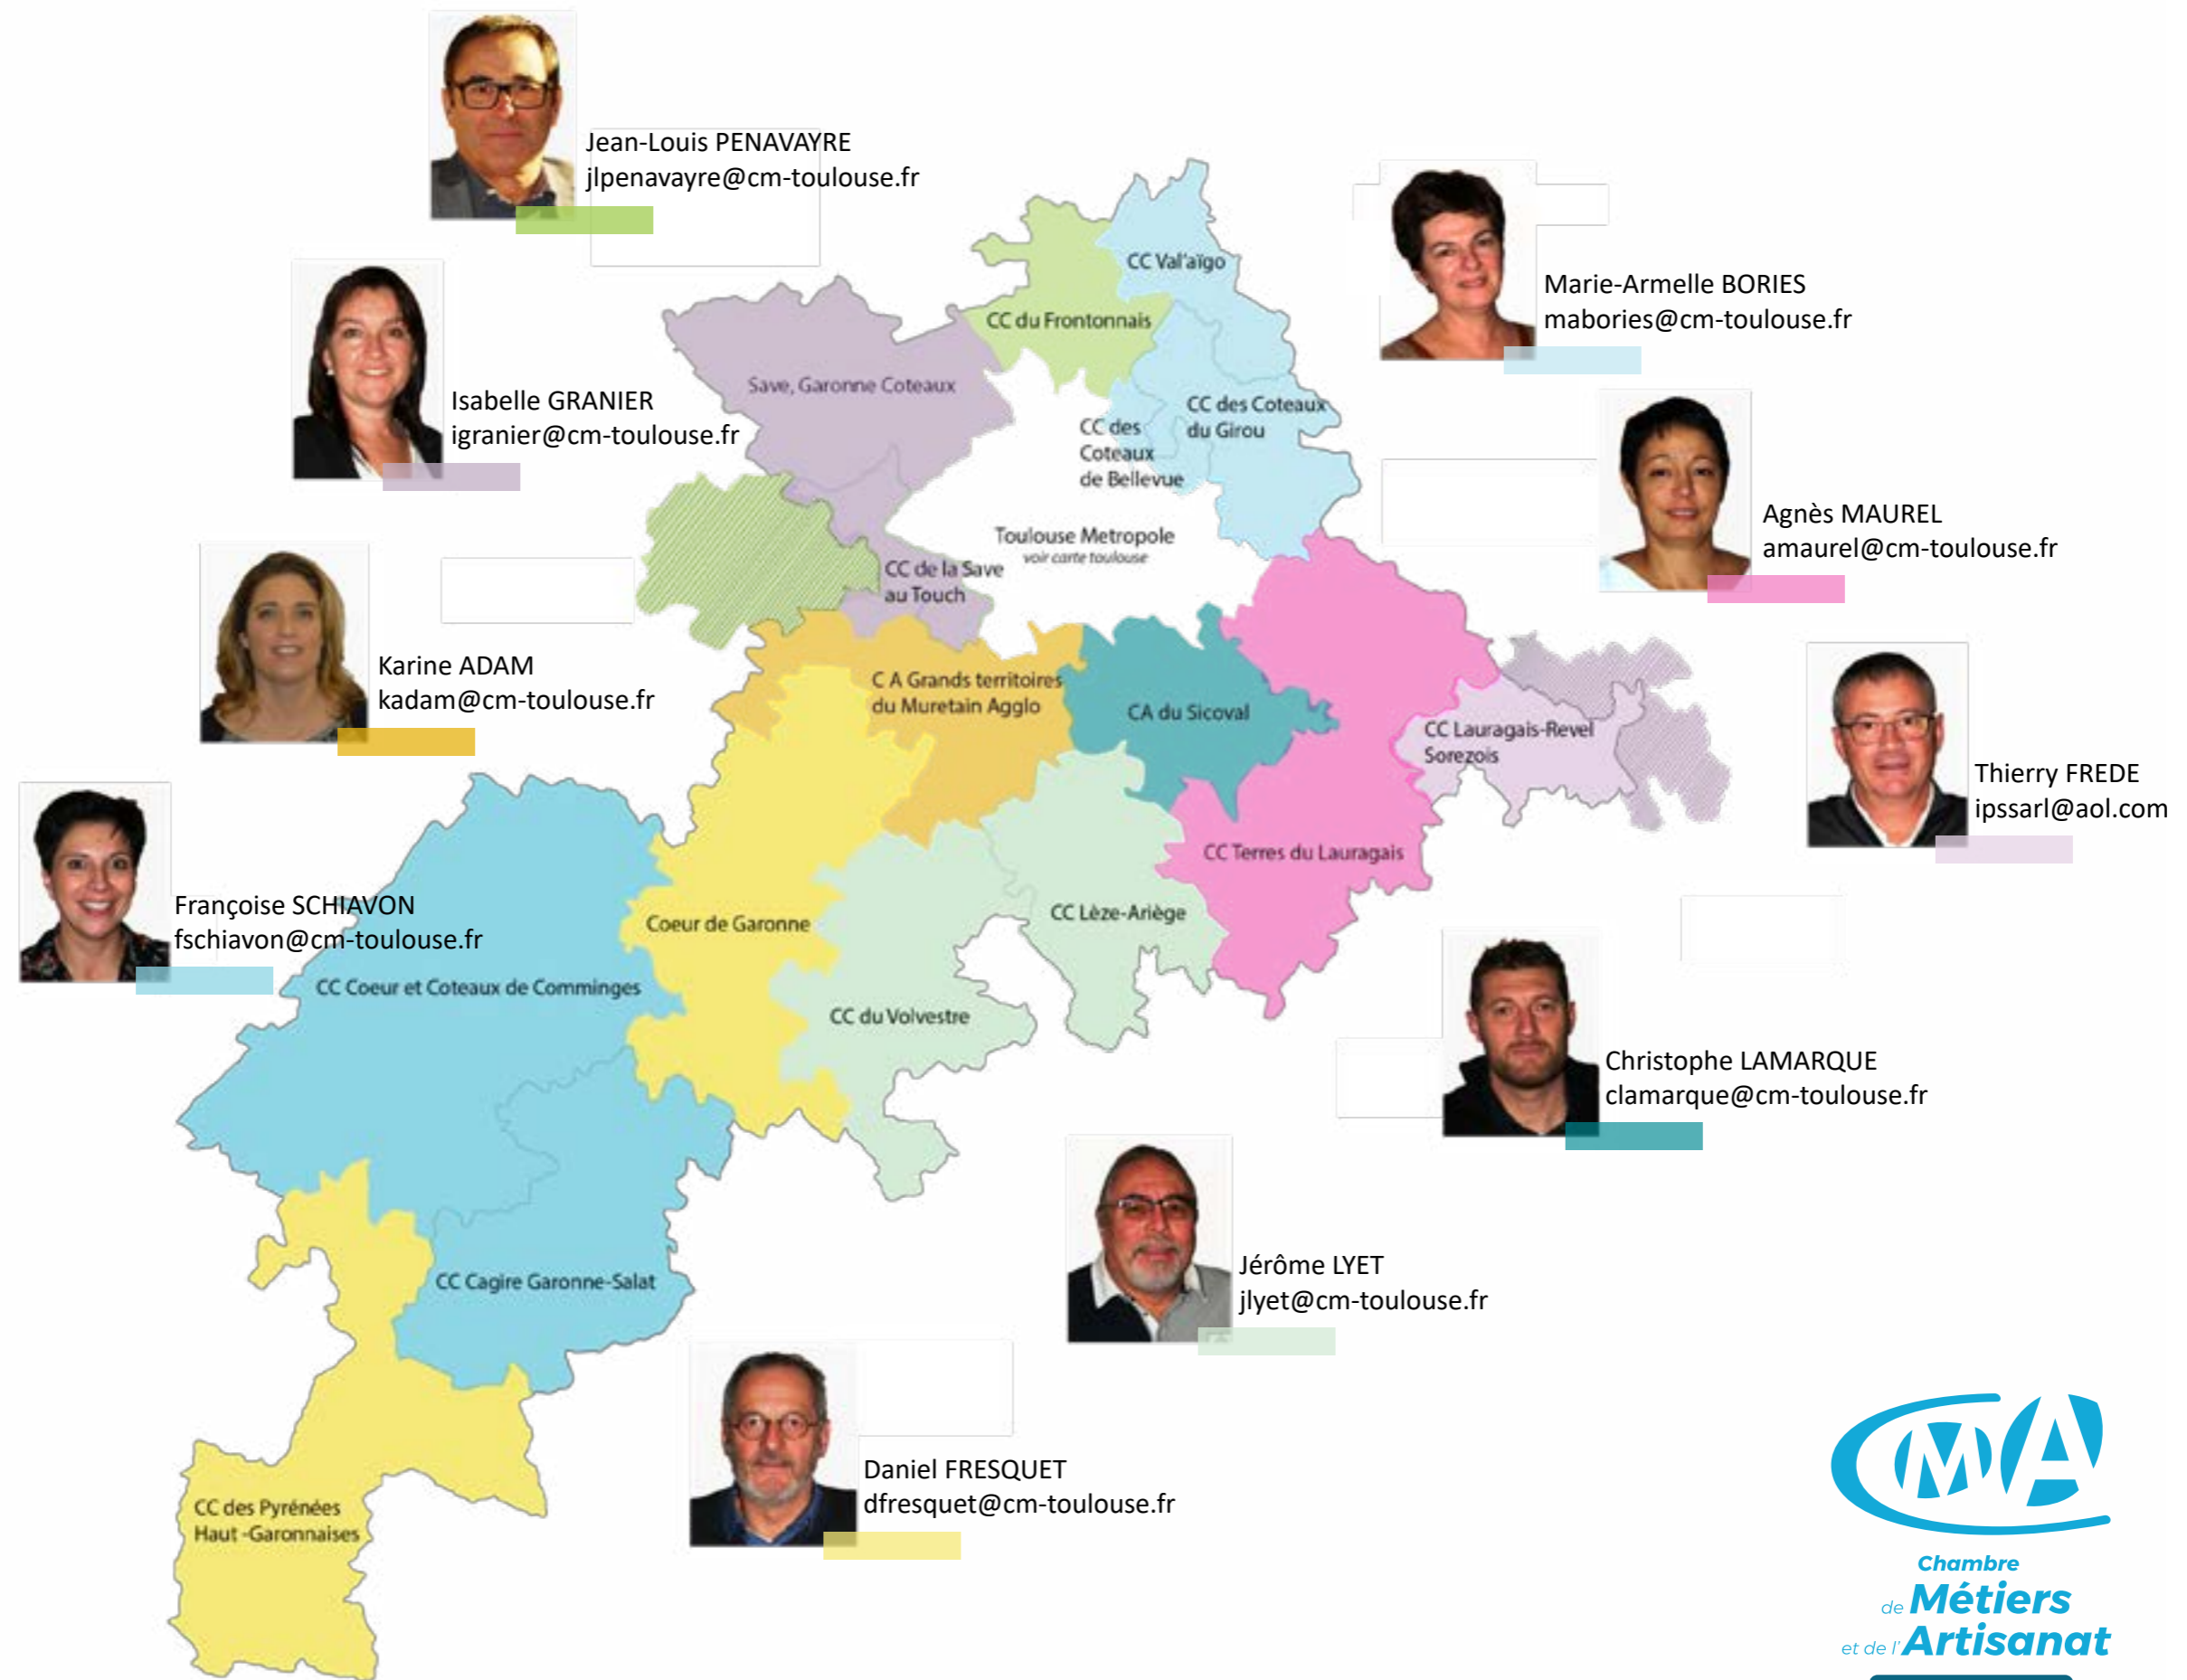 Jean-Louis PENAVAYRE
jlpenavayre@cm-toulouse.fr
Marie-Armelle BORIES
mabories@cm-toulouse.fr
Isabelle GRANIER
igranier@cm-toulouse.fr
Agnès MAUREL
amaurel@cm-toulouse.fr
Karine ADAM
kadam@cm-toulouse.fr
Thierry FREDE
ipssarl@aol.com
Françoise SCHIAVON
fschiavon@cm-toulouse.fr
Christophe LAMARQUE
clamarque@cm-toulouse.fr
Jérôme LYET
jlyet@cm-toulouse.fr
Daniel FRESQUET
dfresquet@cm-toulouse.fr
CC Val'aïgo
CC du Frontonnais
Save, Garonne Coteaux
CC des Coteaux
du Girou
CC des
Coteaux
de Bellevue
Toulouse Metropole
voir carte toulouse
CC de la Save
au Touch
C A Grands territoires
du Muretain Agglo
CA du Sicoval
CC Lauragais-Revel
Sorezois
CC Terres du Lauragais
Coeur de Garonne
CC Lèze-Ariège
CC Coeur et Coteaux de Comminges
CC du Volvestre
CC Cagire Garonne-Salat
CC des Pyrénées
Haut -Garonnaises
CMA
Chambre
de Métiers
et de l'Artisanat